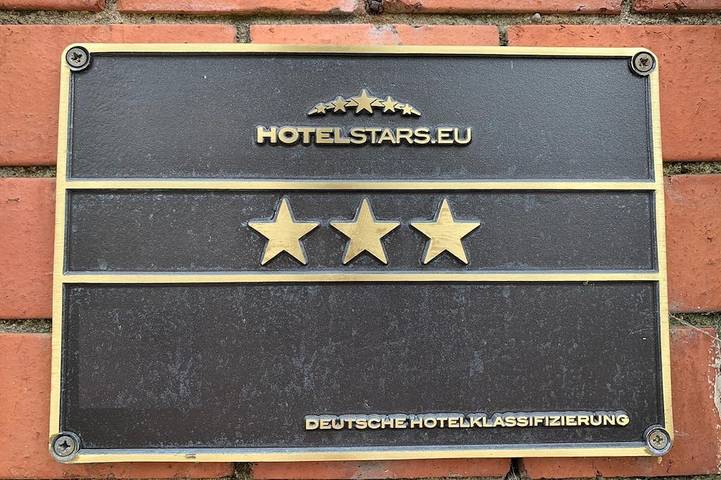 HOTELSTARS.EU
DEUTSCHE HOTELKLASSIFIZIERUNG